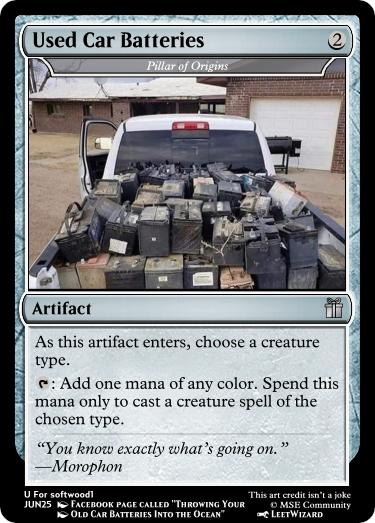 Used Car Batteries 2
Pillar of Origins
Artifact
As this artifact enters, choose a creature
type.
: Add one mana of any color. Spend this
mana only to cast a creature spell of the
chosen type.
“You know exactly what’s going on.”
—Morophon
U For softwood1 This art credit isn't a joke
JUN25 Facebook page called "Throwing Your © MSE Community
Old Car Batteries Into the Ocean" LeetWizard